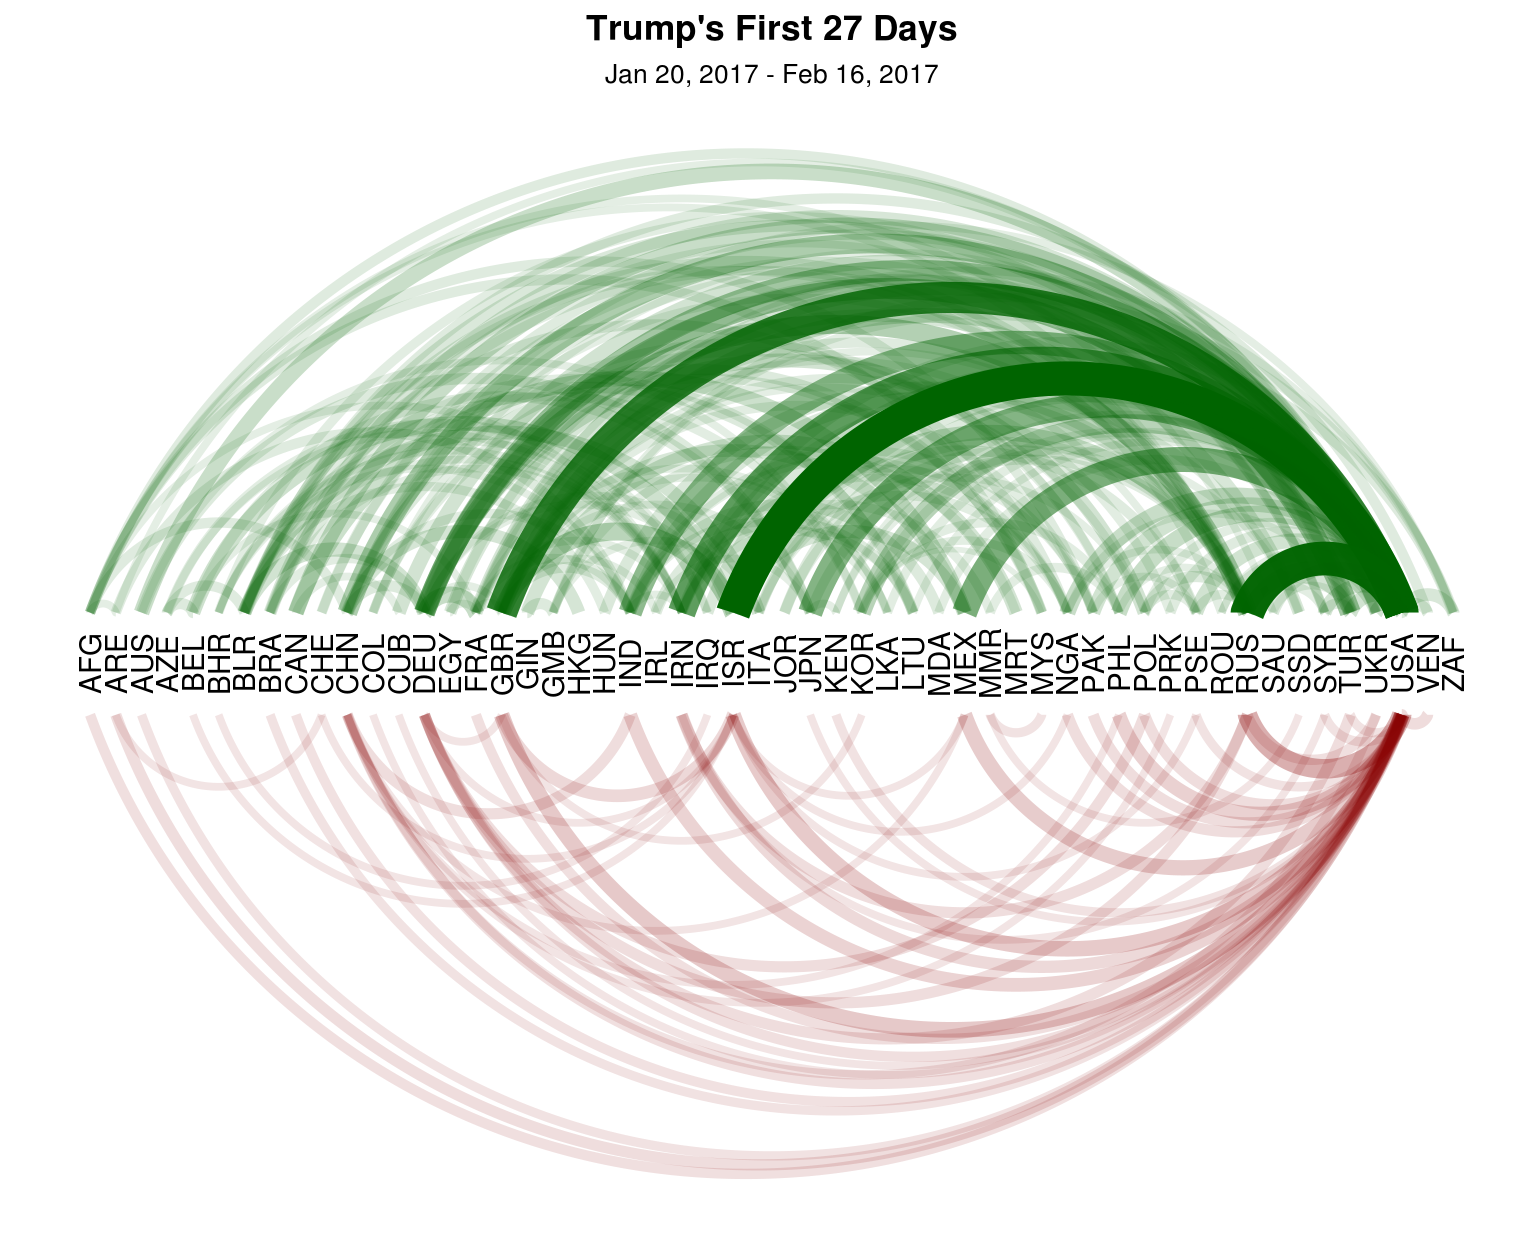 Trump's First 27 Days
Jan 20, 2017 - Feb 16, 2017
AFG
ARE
AUS
AZE
BEL
BHR
BLR
BRA
CAN
CHE
CHN
COL
CUB
DEU
EGY
FRA
GBR
GIN
GMB
HKG
HUN
IND
IRL
IRN
IRQ
ISR
ITA
JOR
JPN
KEN
KOR
LKA
LTU
MDA
MEX
MMR
MRT
MYS
NGA
PAK
PHL
POL
PRK
PSE
ROU
RUS
SAU
SSD
SYR
TUR
UKR
USA
VEN
ZAF